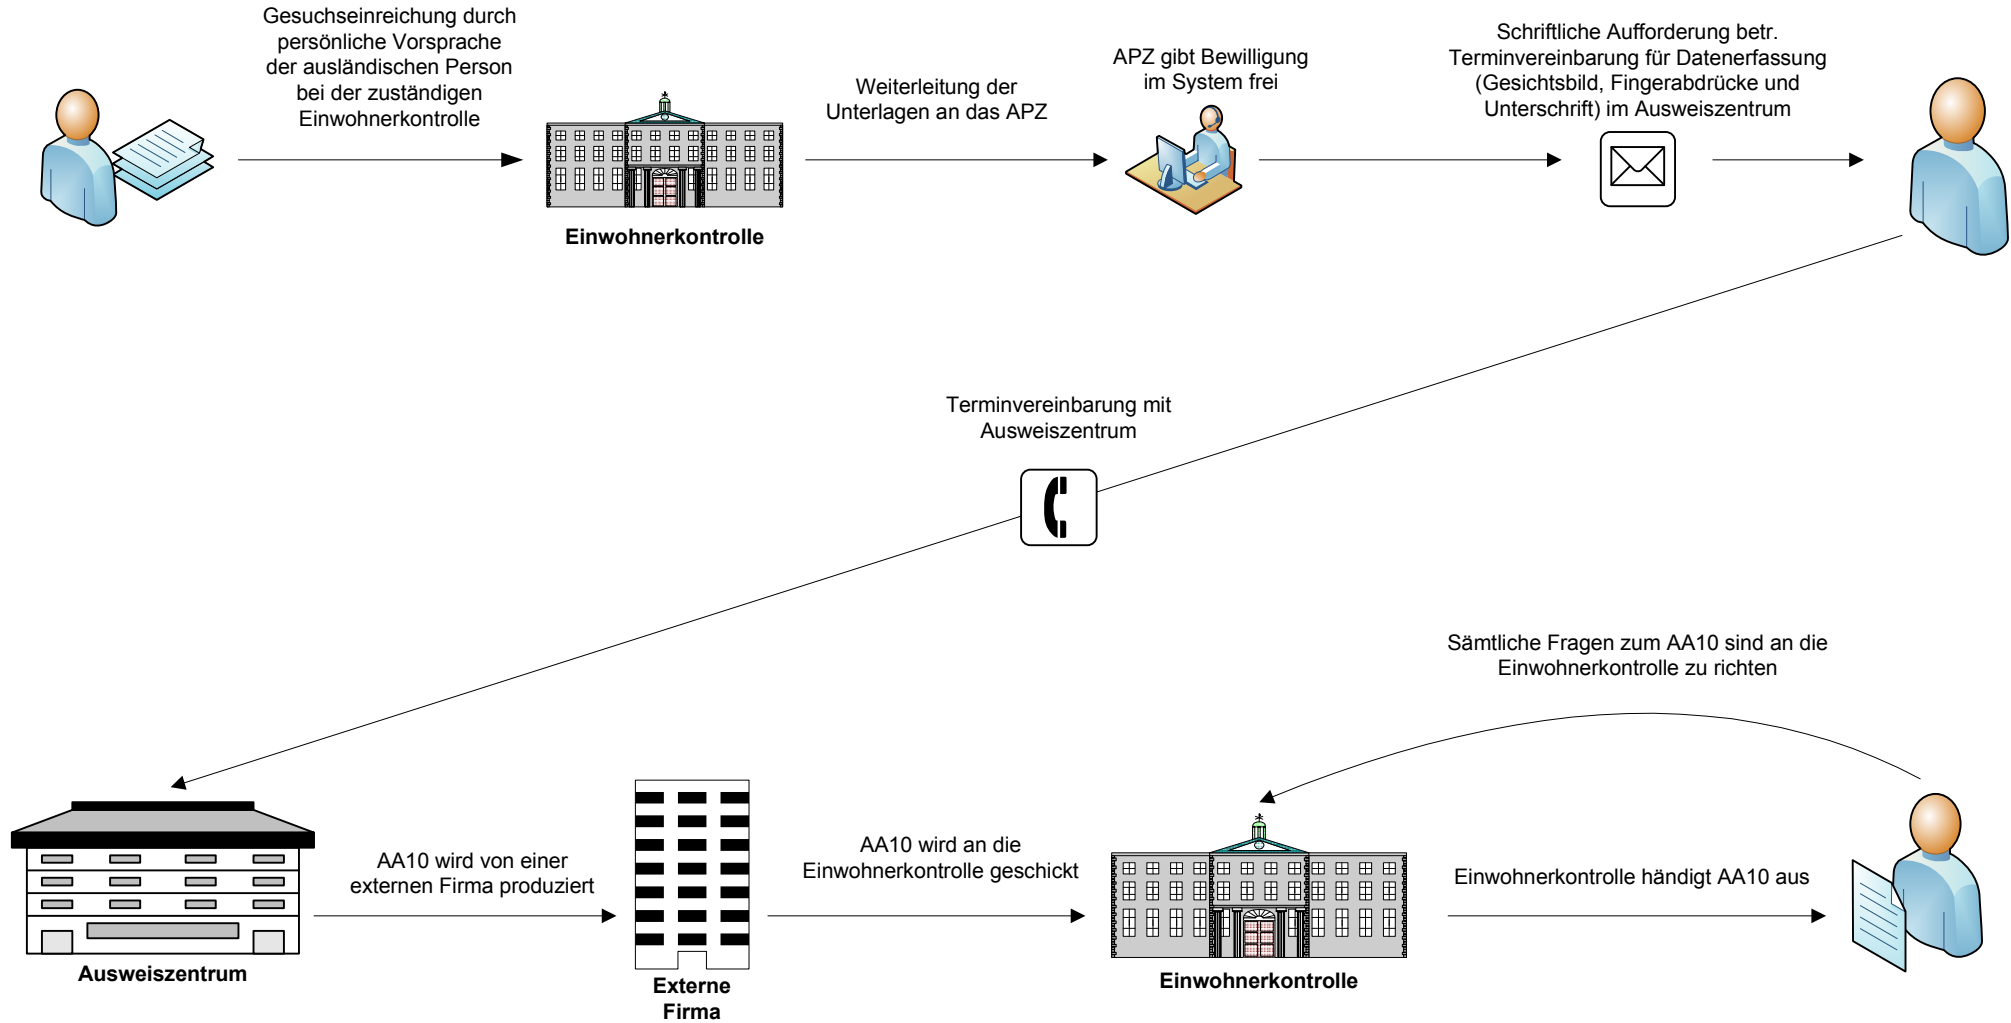 Gesuchseinreichung durch
persönliche Vorsprache
der ausländischen Person
bei der zuständigen
Einwohnerkontrolle
Einwohnerkontrolle
Weiterleitung der
Unterlagen an das APZ
APZ gibt Bewilligung
im System frei
Schriftliche Aufforderung betr.
Terminvereinbarung für Datenerfassung
(Gesichtsbild, Fingerabdrücke und
Unterschrift) im Ausweiszentrum
Terminvereinbarung mit
Ausweiszentrum
Sämtliche Fragen zum AA10 sind an die
Einwohnerkontrolle zu richten
Ausweiszentrum
AA10 wird von einer
externen Firma produziert
Externe
Firma
AA10 wird an die
Einwohnerkontrolle geschickt
Einwohnerkontrolle
Einwohnerkontrolle händigt AA10 aus